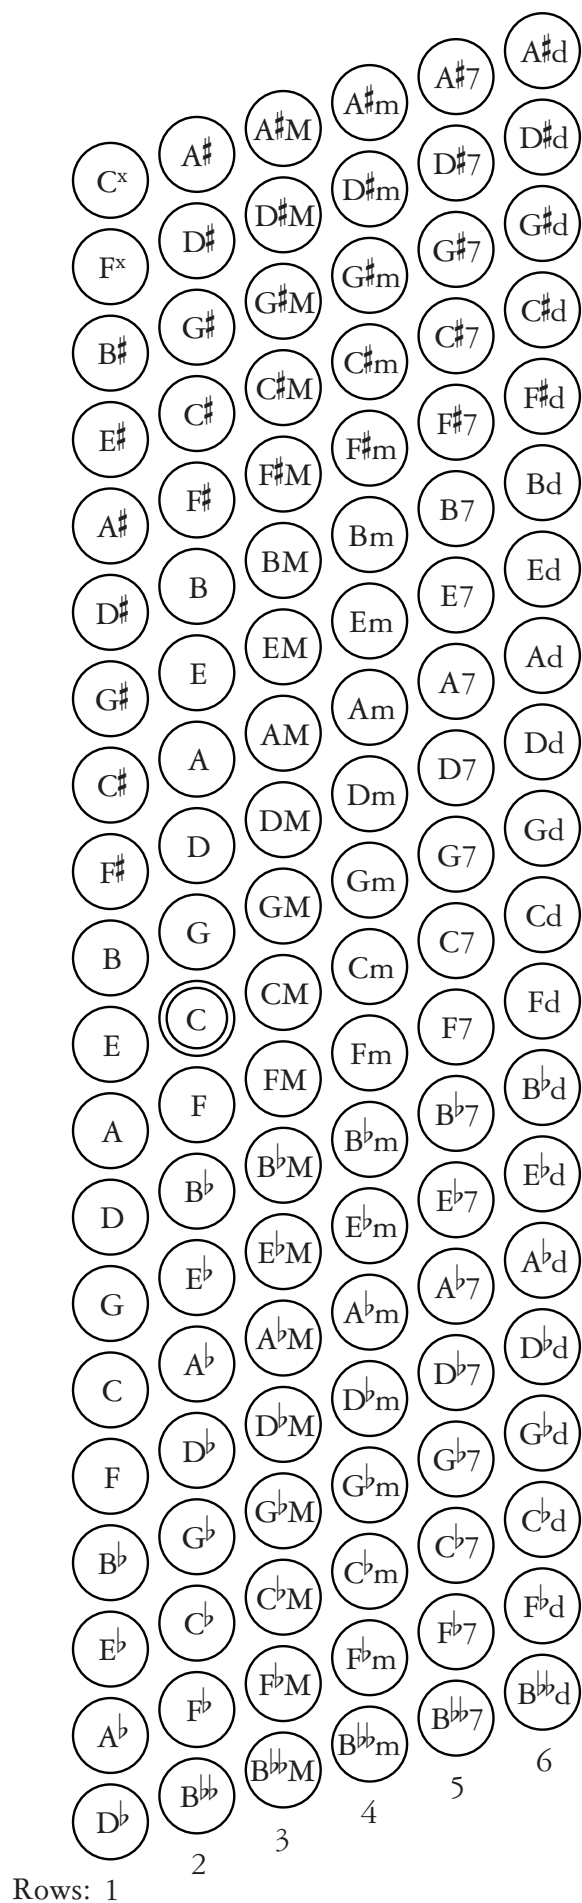 Cx A♯ A♯M A♯m A♯7 A♯d
Fx D♯ D♯M D♯m D♯7 D♯d
B♯ G♯ G♯M G♯m G♯7 G♯d
E♯ C♯ C♯M C♯m C♯7 C♯d
A♯ F♯ F♯M F♯m F♯7 F♯d
D♯ B BM Bm B7 Bd
G♯ E EM Em E7 Ed
C♯ A AM Am A7 Ad
F♯ D DM Dm D7 Dd
B G GM Gm G7 Gd
E C CM Cm C7 Cd
A F FM Fm F7 Fd
D B♭ B♭M B♭m B♭7 B♭d
G E♭ E♭M E♭m E♭7 E♭d
C A♭ A♭M A♭m A♭7 A♭d
F D♭ D♭M D♭m D♭7 D♭d
B♭ G♭ G♭M G♭m G♭7 G♭d
E♭ C♭ C♭M C♭m C♭7 C♭d
A♭ F♭ F♭M F♭m F♭7 F♭d
D♭ B♭♭ B♭♭M B♭♭m B♭♭7 B♭♭d
Rows: 1 2 3 4 5 6